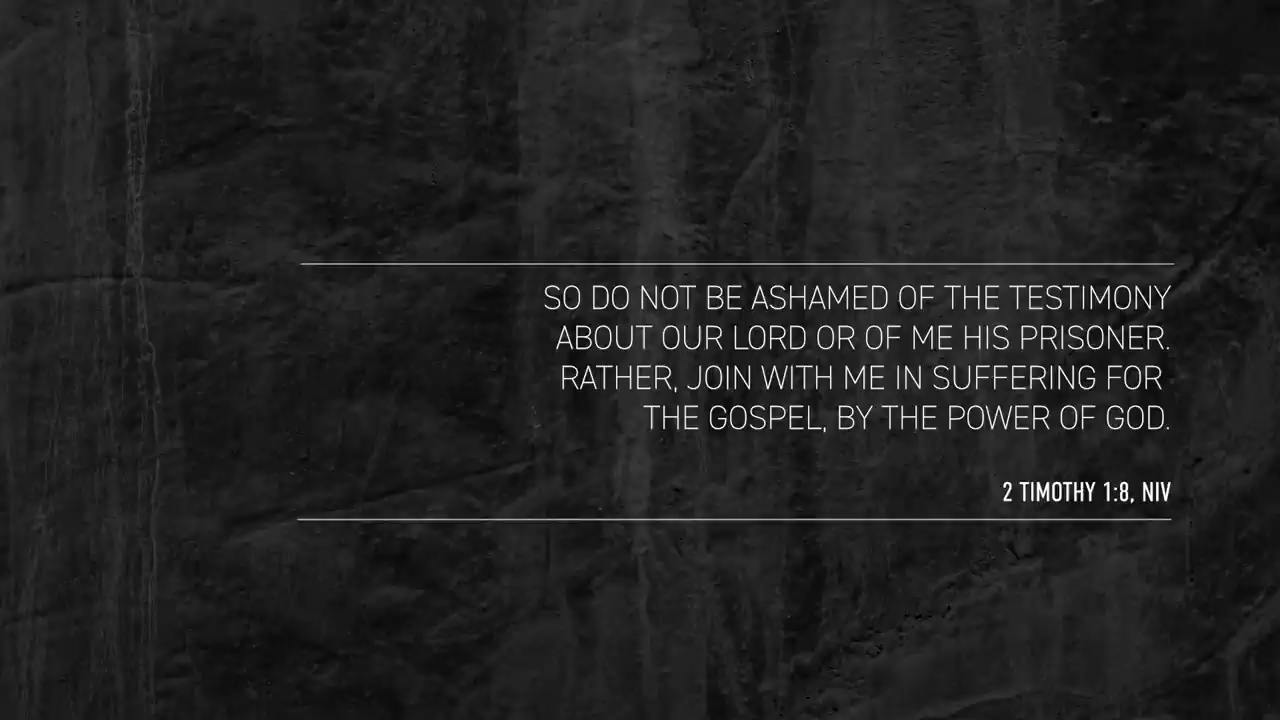 SO DO NOT BE ASHAMED OF THE TESTIMONY
ABOUT OUR LORD OR OF ME HIS PRISONER.
RATHER, JOIN WITH ME IN SUFFERING FOR
THE GOSPEL, BY THE POWER OF GOD.
2 TIMOTHY 1:8, NIV